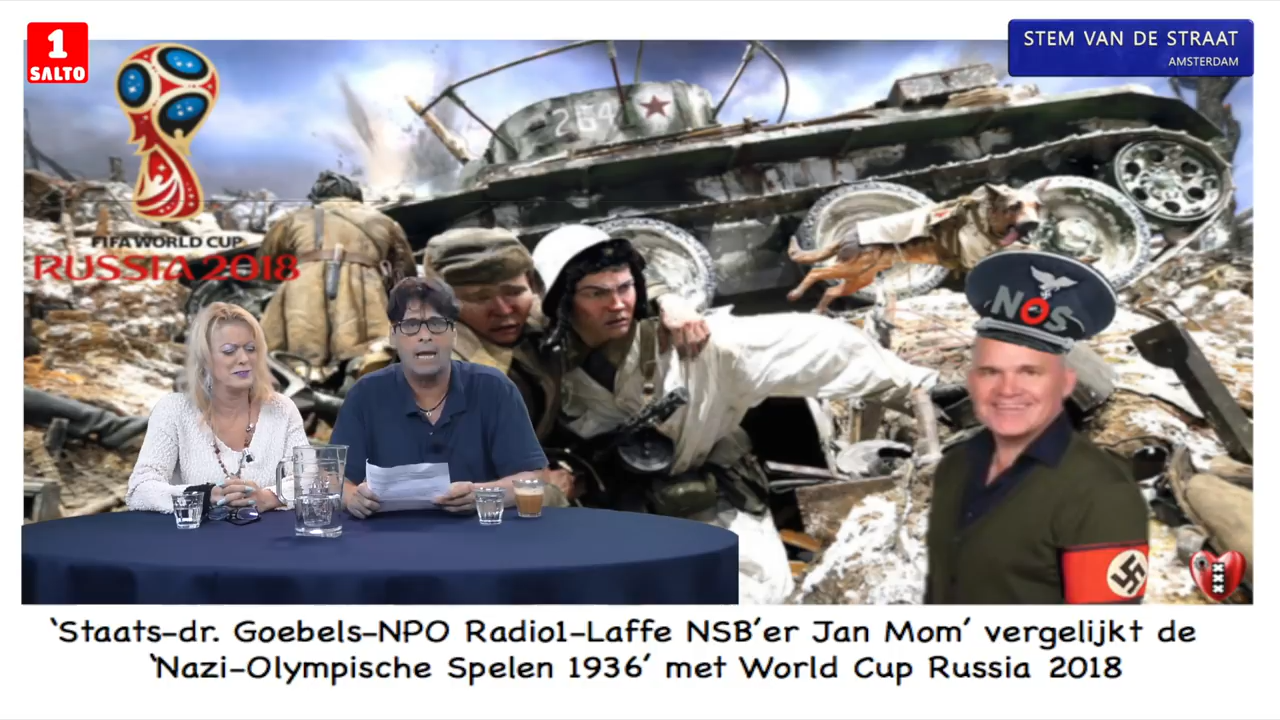 1
SALTO
STEM VAN DE STRAAT
AMSTERDAM
264
FIFA WORLD CUP
RUSSIA 2018
NOS
‘Staats-dr. Goebels-NPO Radio1-Laffe NSB’er Jan Mom’ vergelijkt de
‘Nazi-Olympische Spelen 1936’ met World Cup Russia 2018